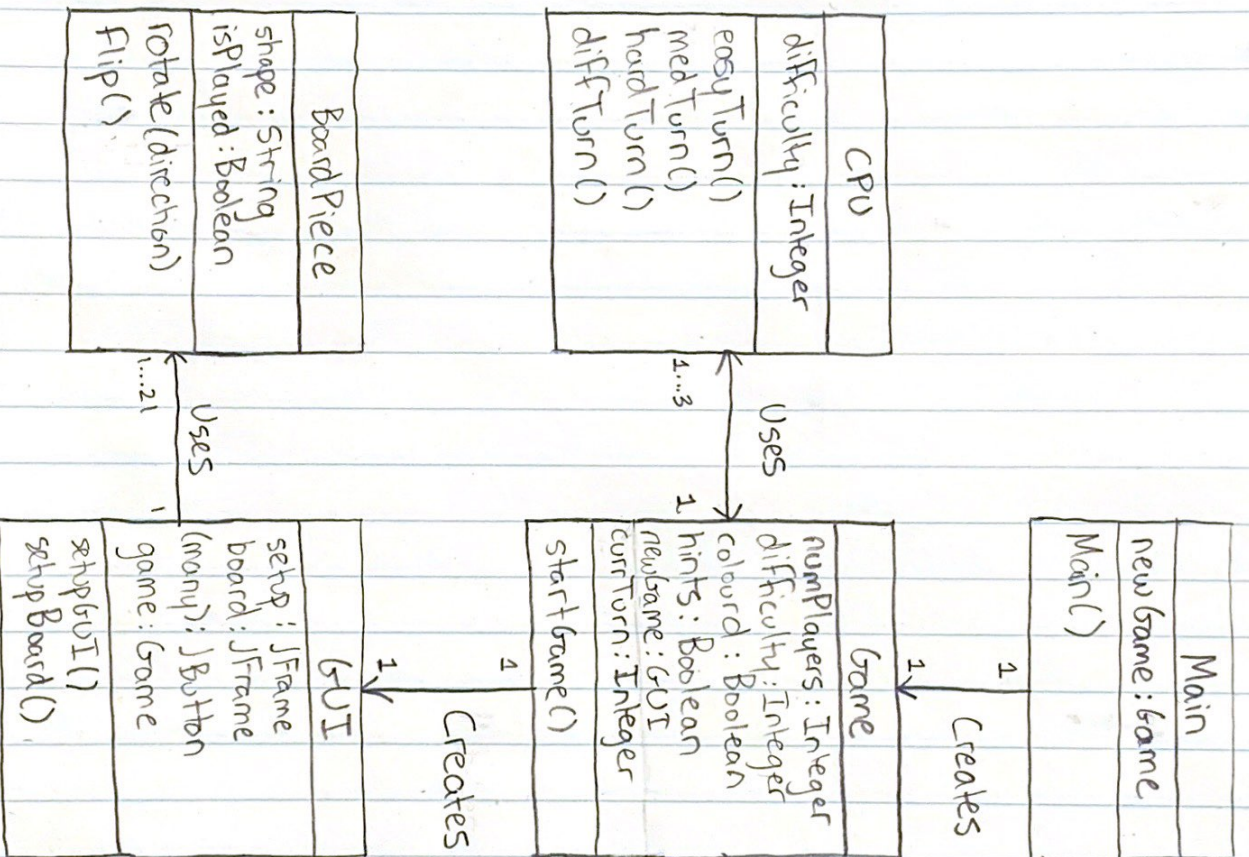 Main
newGame : Game
Main()
1
Creates
1
CPU
difficulty : Integer
easyTurn()
medTurn()
hardTurn()
diffTurn()
Uses
1...3
1
Game
numPlayers : Integer
difficulty : Integer
colourd : Boolean
hints : Boolean
newGame : GUI
currTurn : Integer
startGame()
1
Creates
1
BoardPiece
shape : String
isPlayed : Boolean
rotate(direction)
flip()
Uses
1...21
1
GUI
setup : JFrame
board : JFrame
(many) : JButton
game : Game
setupGUI()
setupBoard()